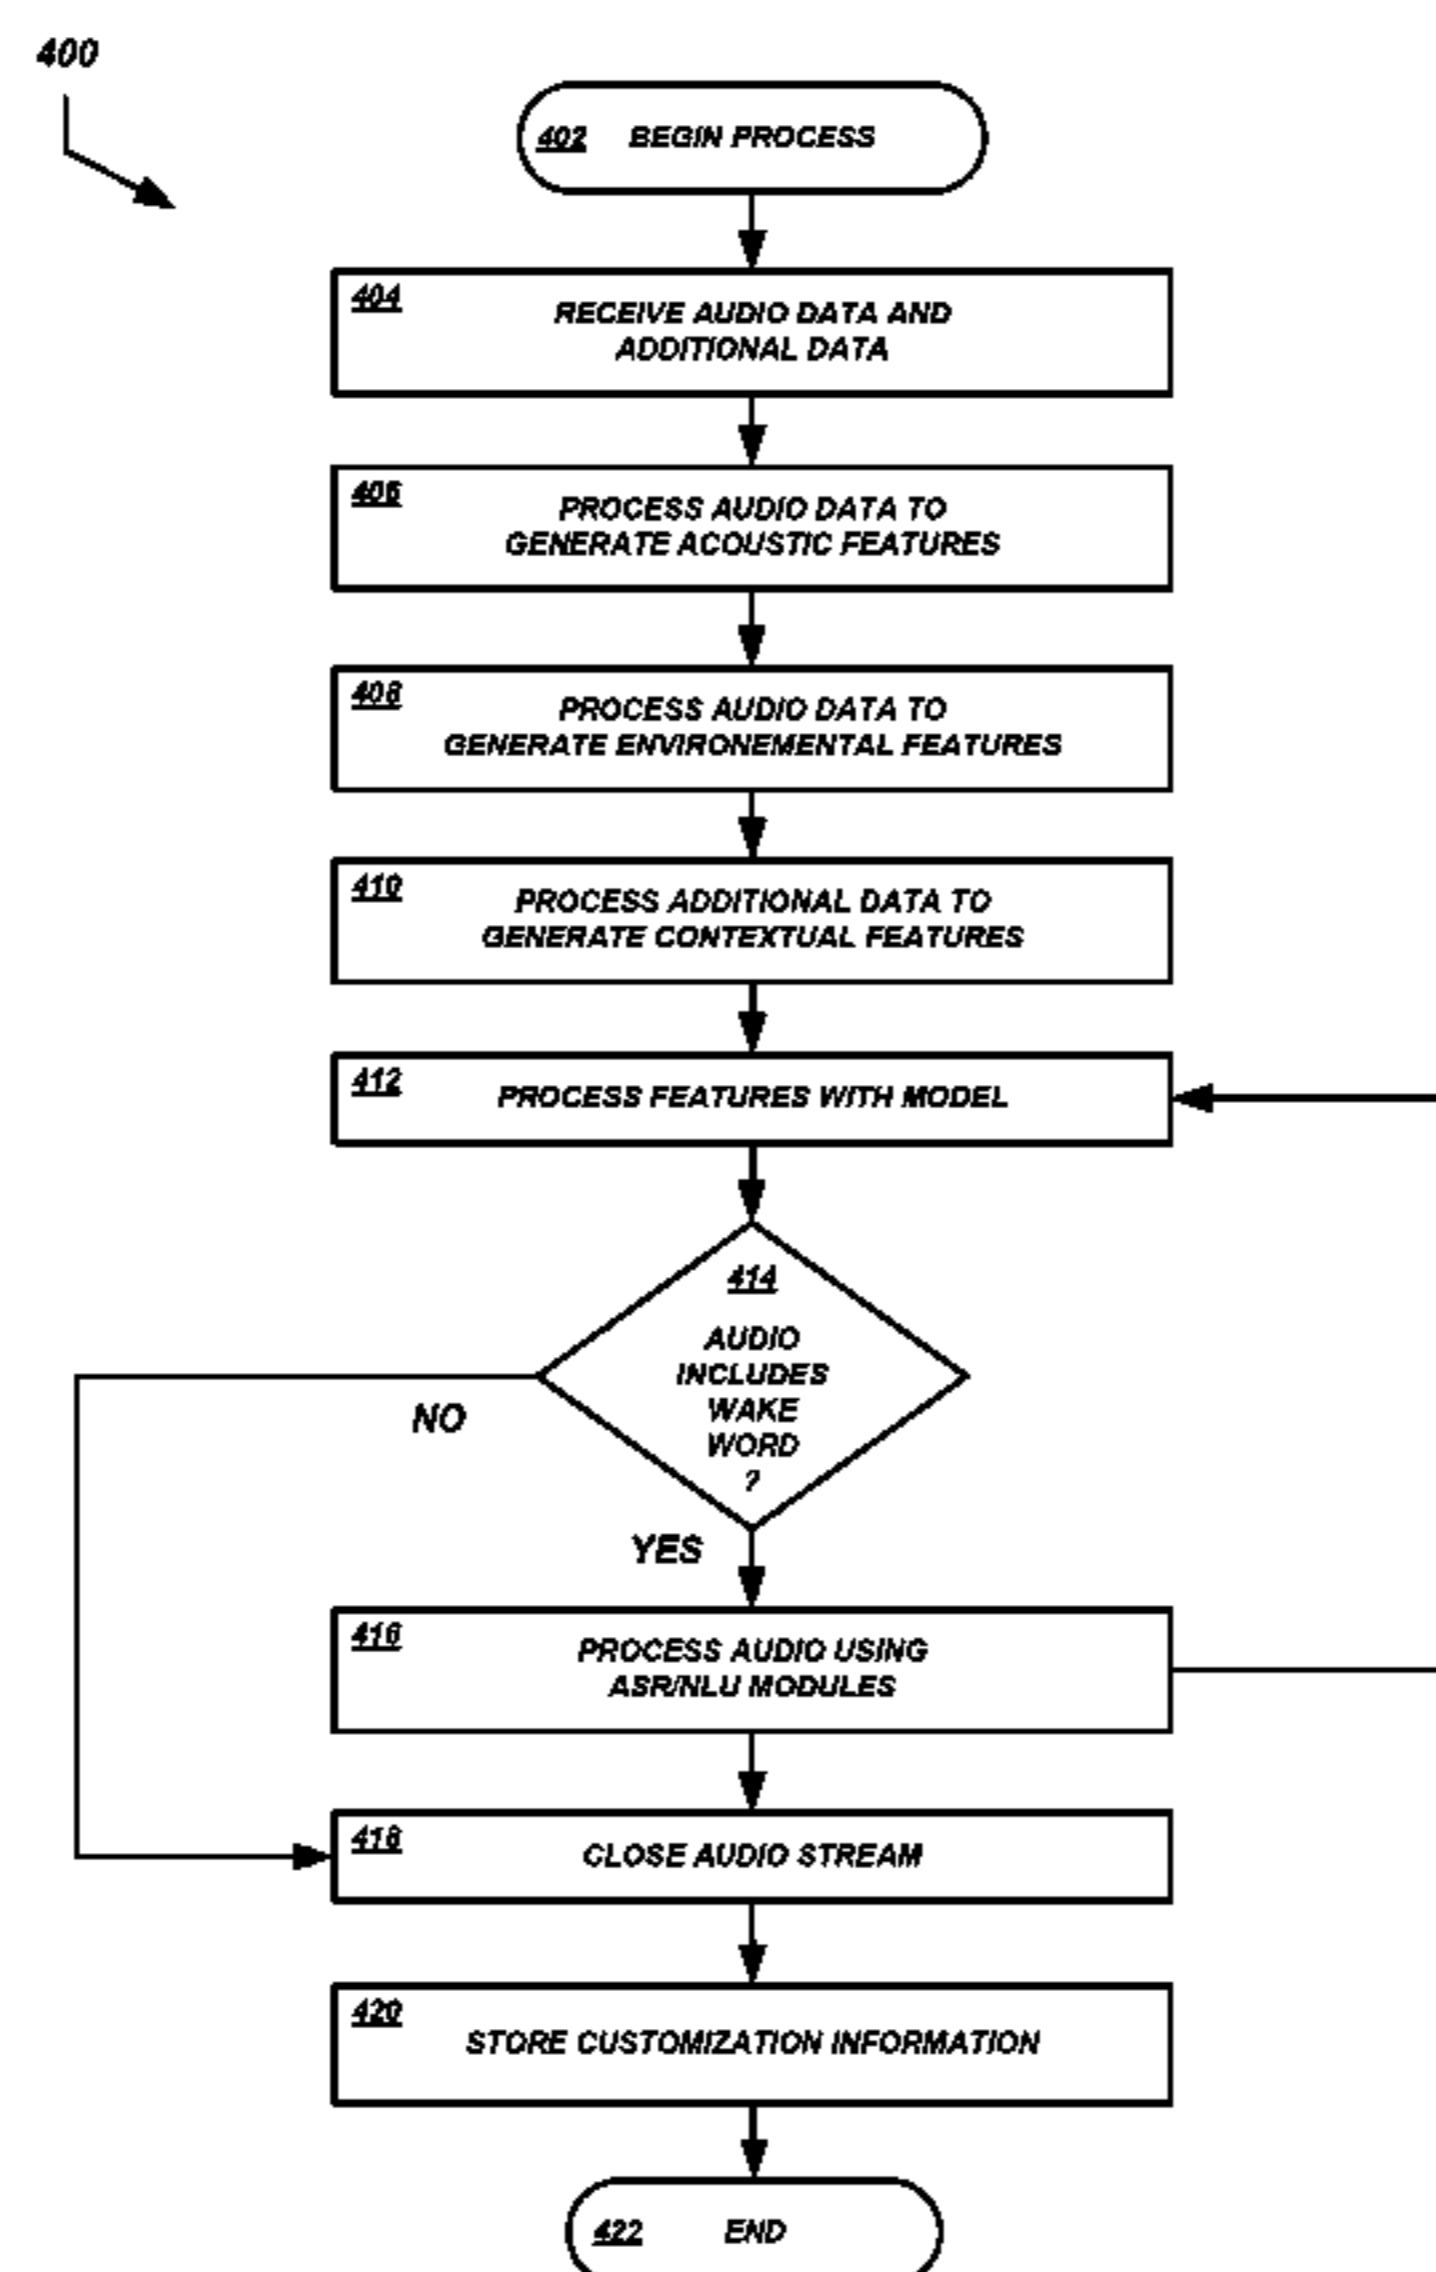 400
402 BEGIN PROCESS
404
RECEIVE AUDIO DATA AND
ADDITIONAL DATA
406
PROCESS AUDIO DATA TO
GENERATE ACOUSTIC FEATURES
408
PROCESS AUDIO DATA TO
GENERATE ENVIRONEMENTAL FEATURES
410
PROCESS ADDITIONAL DATA TO
GENERATE CONTEXTUAL FEATURES
412
PROCESS FEATURES WITH MODEL
414
AUDIO
INCLUDES
WAKE
WORD
?
NO
YES
416
PROCESS AUDIO USING
ASR/NLU MODULES
418
CLOSE AUDIO STREAM
420
STORE CUSTOMIZATION INFORMATION
422 END